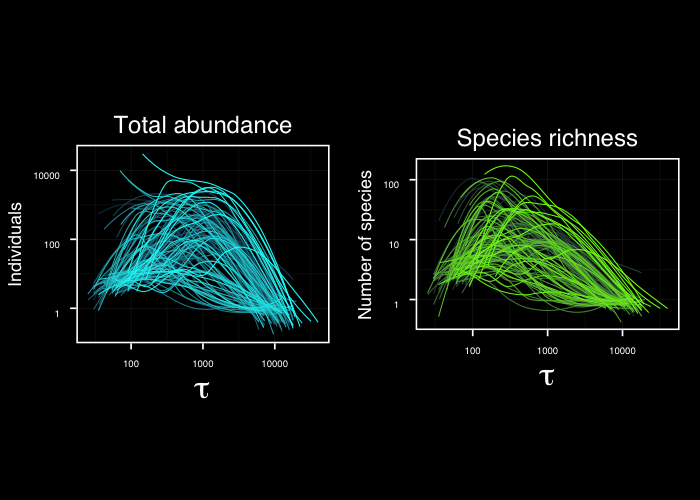 Total abundance
Individuals
10000
100
1
100 1000 10000
τ
Species richness
Number of species
100
10
1
100 1000 10000
τ